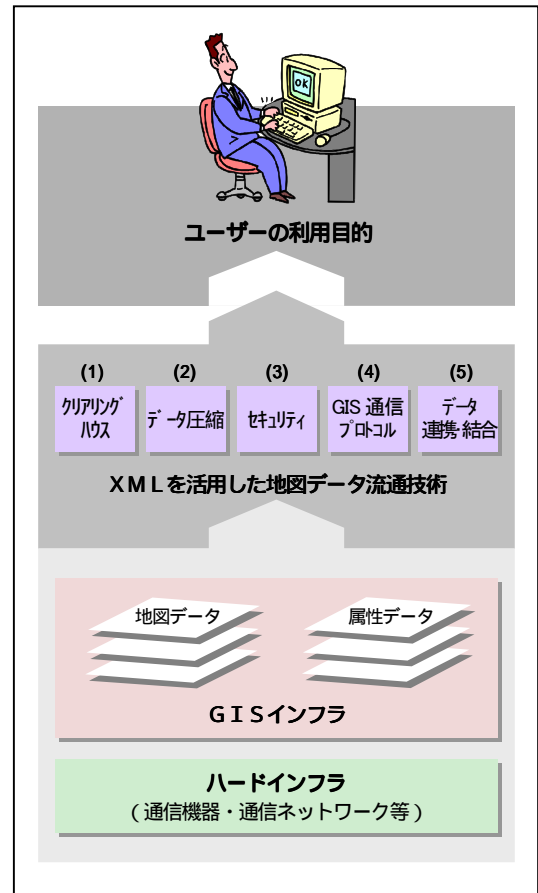 OK
ユーザーの利用目的
(1) (2) (3) (4) (5)
ｸﾘｱﾘﾝｸﾞ
ﾊｳｽ
ﾃﾞｰﾀ圧縮
ｾｷｭﾘﾃｨ
GIS 通信
ﾌﾟﾛﾄｺﾙ
ﾃﾞｰﾀ
連携・結合
ＸＭＬを活用した地図データ流通技術
地図データ
属性データ
ＧＩＳインフラ
ハードインフラ
（通信機器・通信ネットワーク等）